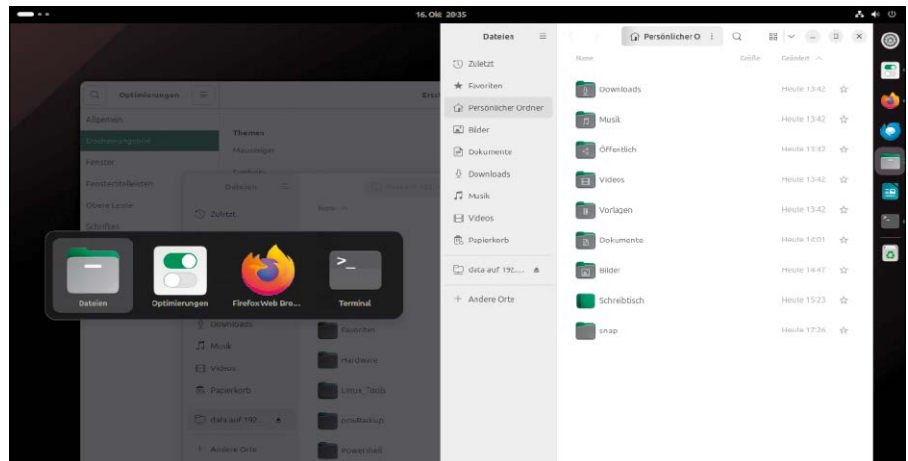 16. Okt 20:35
Optimierungen
Allgemein
Erscheinungsbild
Fenster
Fensterstellleisten
Obere Leiste
Schriften
Themes
Mauszeiger
Dateien
Zuletzt
Name
Downloads
Musik
Videos
Papierkorb
data auf 192....
Andere Orte
Favoriten
Hardware
Linux_Tools
Powershell
Dateien
Optimierungen
Firefox Web Bro...
Terminal
Dateien
Zuletzt
Favoriten
Persönlicher Ordner
Bilder
Dokumente
Downloads
Musik
Videos
Papierkorb
data auf 192....
Andere Orte
Persönlicher O
Name Größe Geändert
Downloads Heute 13:42
Musik Heute 13:42
Öffentlich Heute 13:42
Videos Heute 13:42
Vorlagen Heute 13:42
Dokumente Heute 14:01
Bilder Heute 14:47
Schreibtisch Heute 15:23
snap Heute 17:26